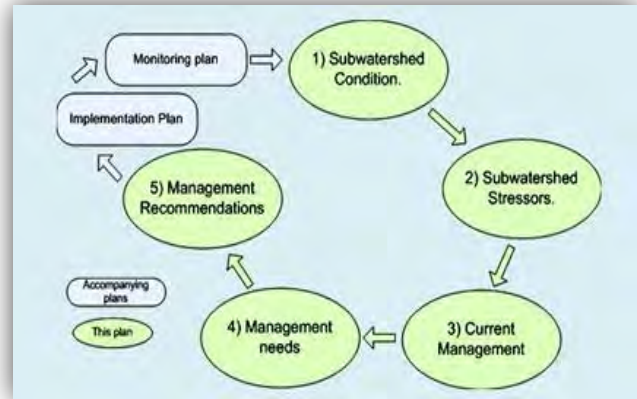 Monitoring plan
1) Subwatershed
Condition.
Implementation Plan
2) Subwatershed
Stressors.
5) Management
Recommendations
Accompanying
plans
This plan
4) Management
needs
3) Current
Management